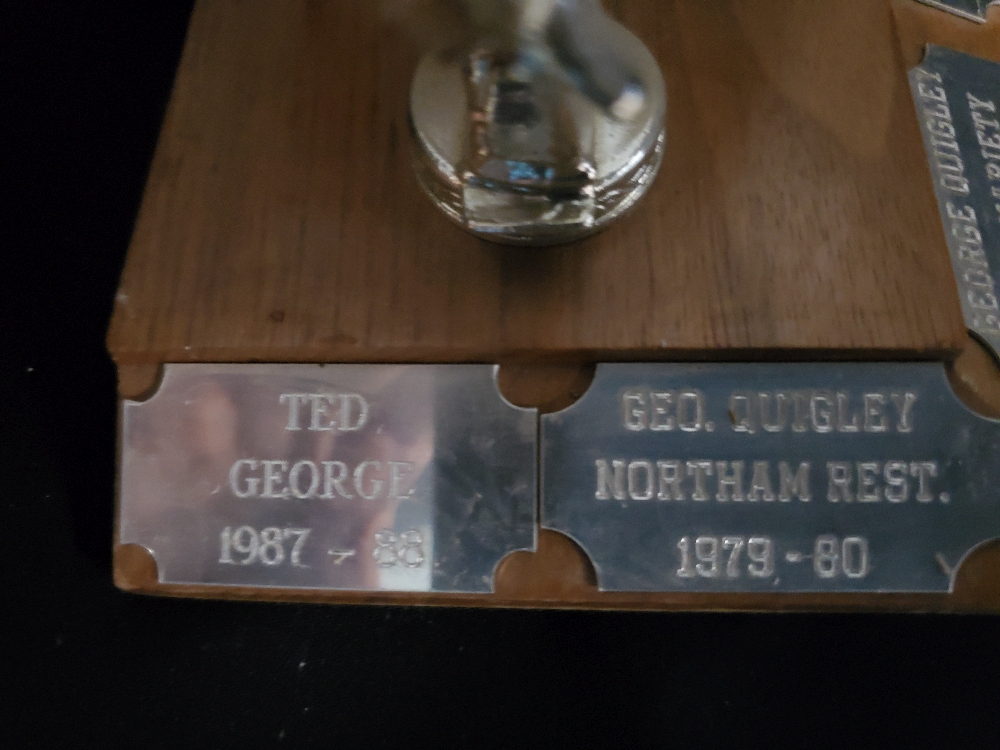 TED
GEORGE
1987 - 88
GEO. QUIGLEY
NORTHAM REST.
1979 - 80
GEORGE QUIGLEY